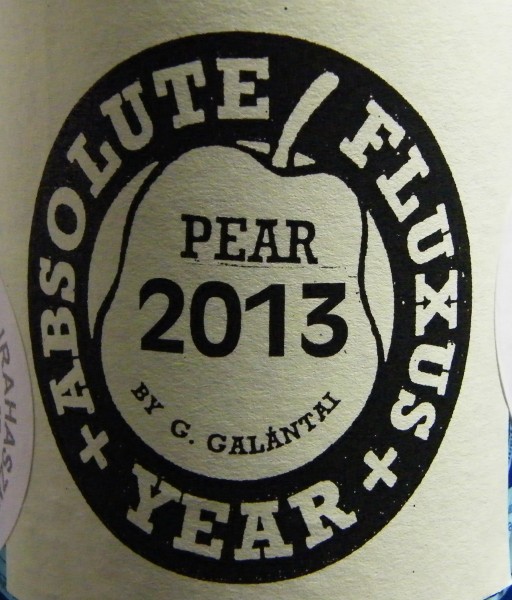 ABSOLUTE FLUXUS
+ YEAR +
PEAR
2013
BY G. GALÁNTAI